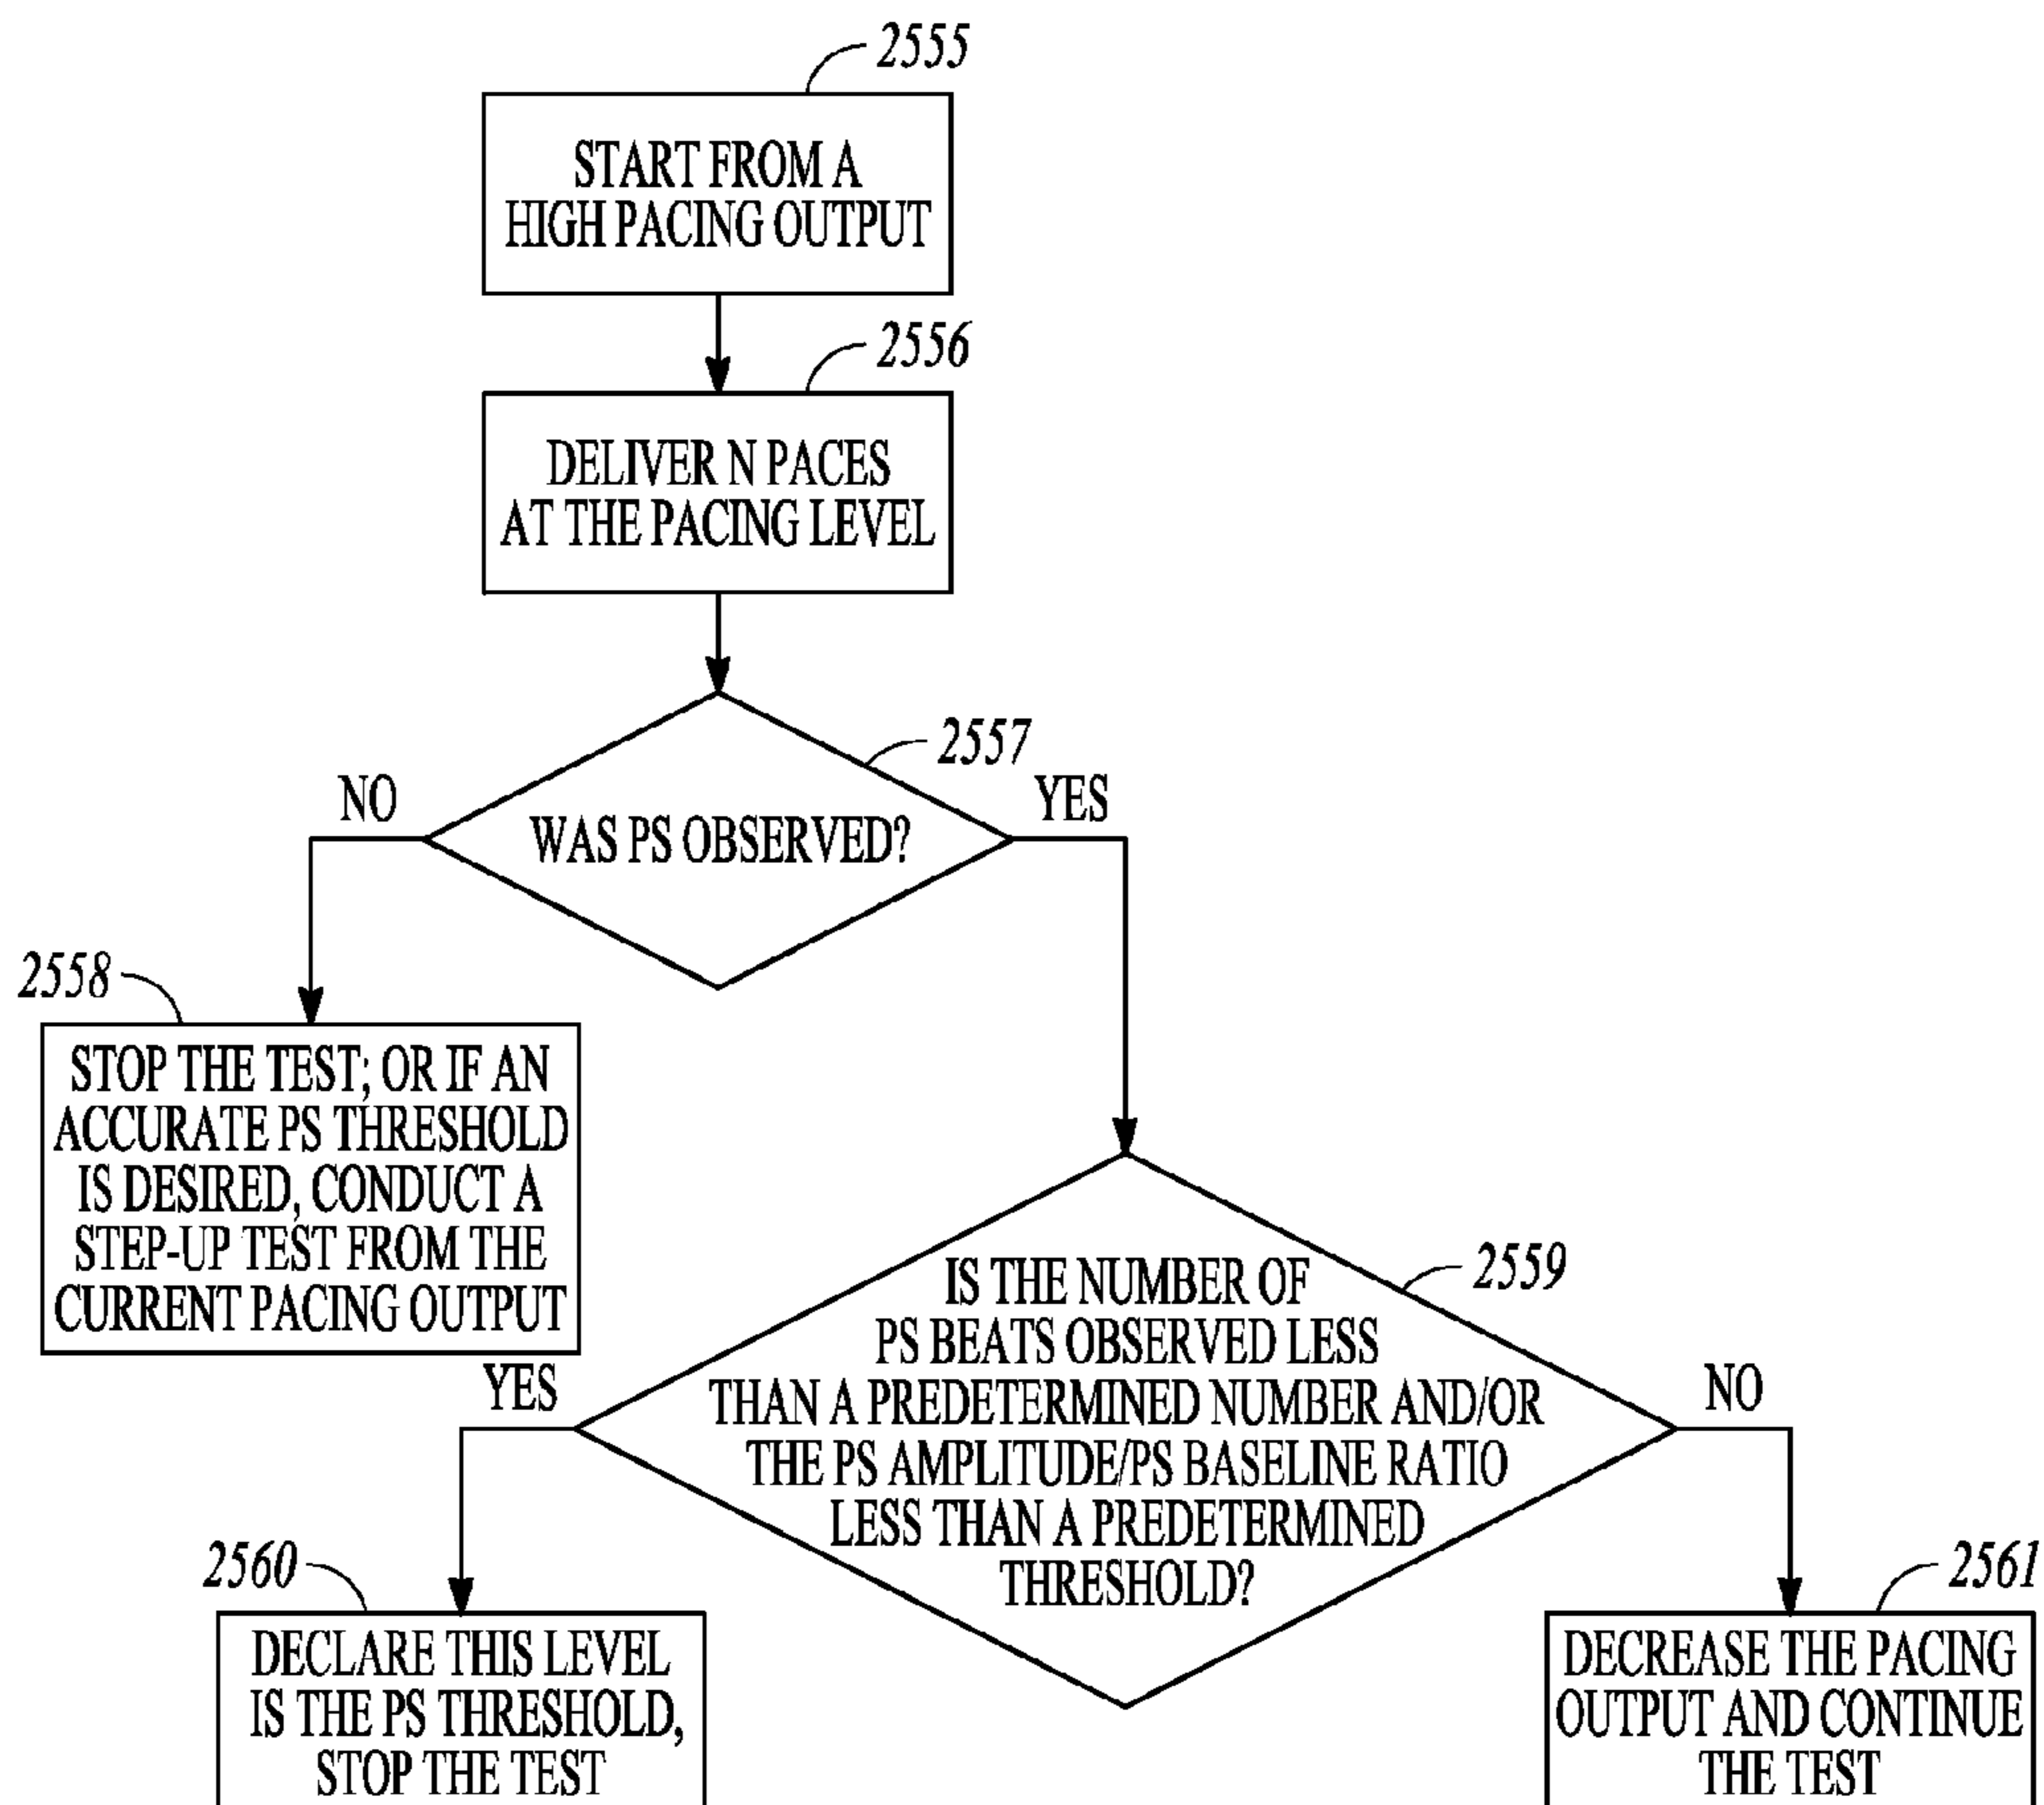 2555
START FROM A
HIGH PACING OUTPUT
2556
DELIVER N PACES
AT THE PACING LEVEL
2557
NO
YES
WAS PS OBSERVED?
2558
STOP THE TEST; OR IF AN
ACCURATE PS THRESHOLD
IS DESIRED, CONDUCT A
STEP-UP TEST FROM THE
CURRENT PACING OUTPUT
2559
IS THE NUMBER OF
PS BEATS OBSERVED LESS
THAN A PREDETERMINED NUMBER AND/OR
THE PS AMPLITUDE/PS BASELINE RATIO
LESS THAN A PREDETERMINED
THRESHOLD?
YES
NO
2560
DECLARE THIS LEVEL
IS THE PS THRESHOLD,
STOP THE TEST
2561
DECREASE THE PACING
OUTPUT AND CONTINUE
THE TEST